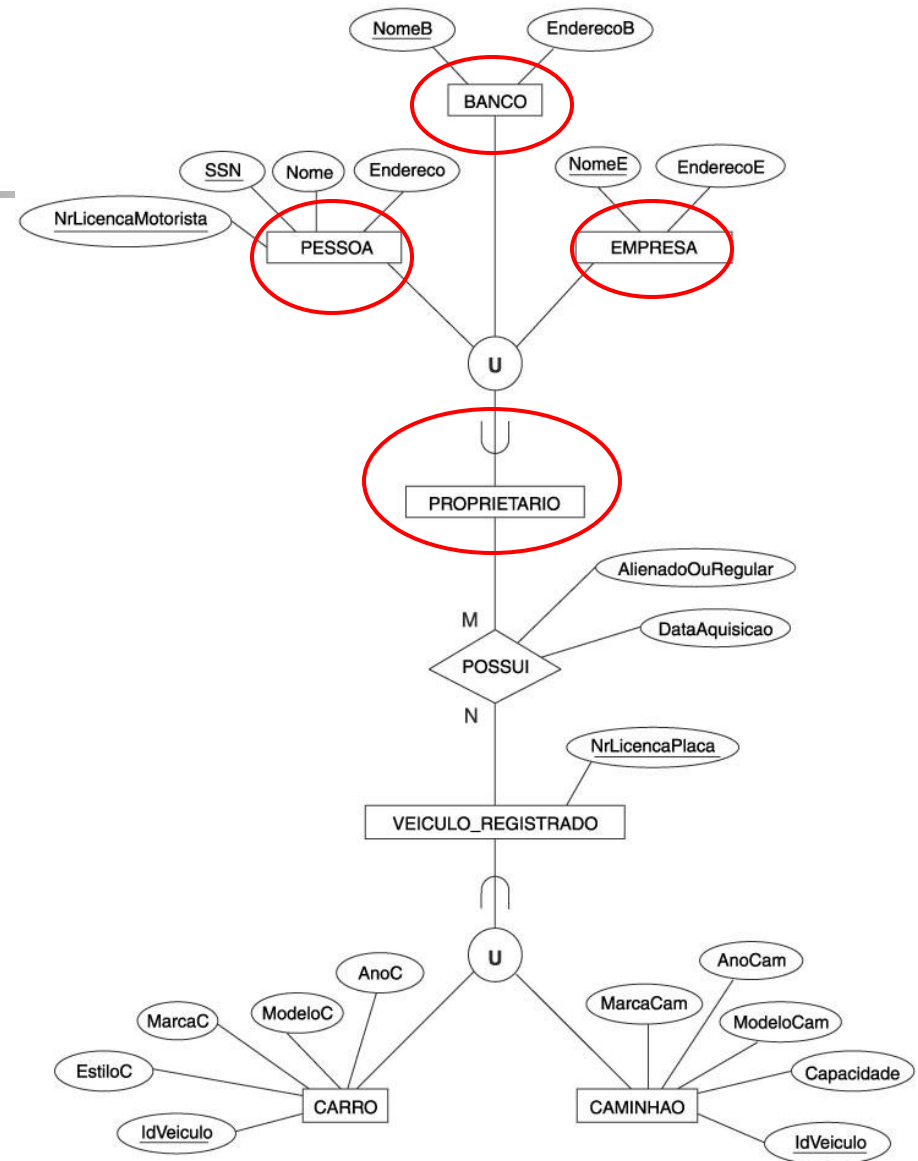 NomeB
EnderecoB
BANCO
SSN
Nome
Endereco
NomeE
EnderecoE
NrLicencaMotorista
PESSOA
EMPRESA
U
PROPRIETARIO
AlienadoOuRegular
M
DataAquisicao
POSSUI
N
NrLicencaPlaca
VEICULO_REGISTRADO
U
AnoC
AnoCam
MarcaC
ModeloC
MarcaCam
ModeloCam
EstiloC
Capacidade
CARRO
CAMINHAO
IdVeiculo
IdVeiculo